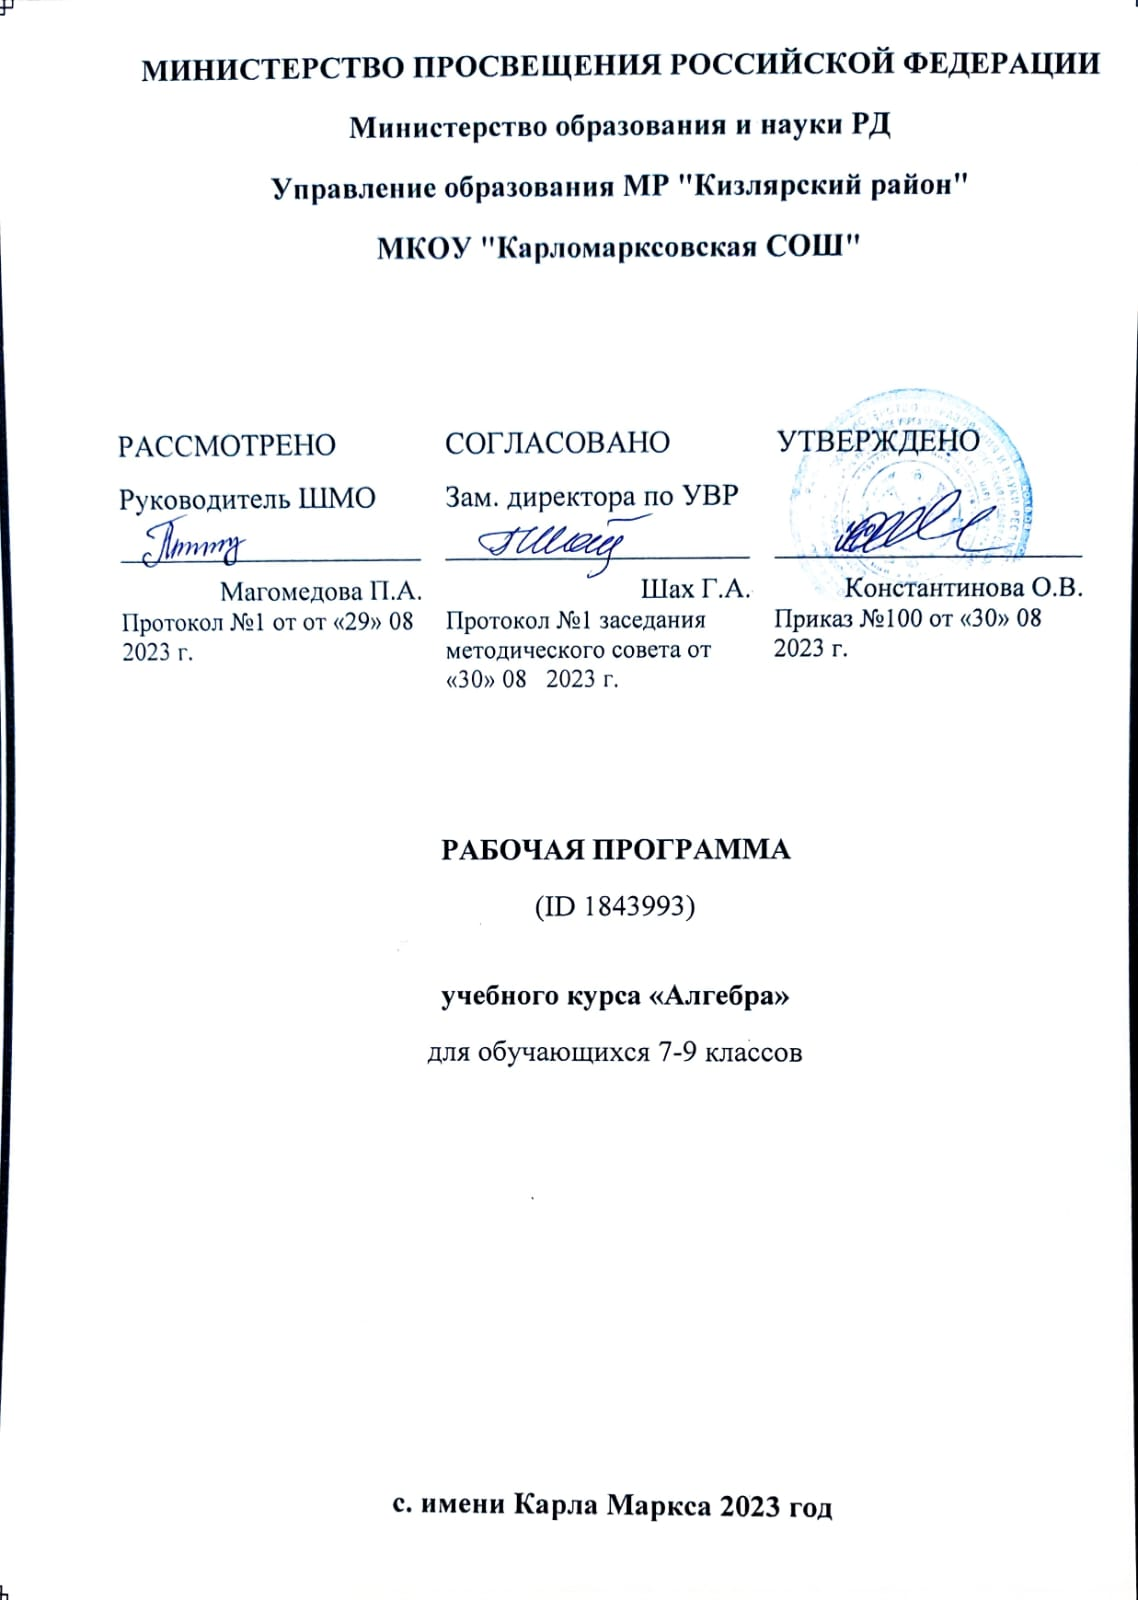 МИНИСТЕРСТВО ПРОСВЕЩЕНИЯ РОССИЙСКОЙ ФЕДЕРАЦИИ
Министерство образования и науки РД
Управление образования МР "Кизлярский район"
МКОУ "Карломарксовская СОШ"
РАССМОТРЕНО
Руководитель ШМО
Магомедова П.А.
Протокол №1 от от «29» 08
2023 г.
СОГЛАСОВАНО
Зам. директора по УВР
Шах Г.А.
Протокол №1 заседания
методического совета от
«30» 08 2023 г.
УТВЕРЖДЕНО
Константинова О.В.
Приказ №100 от «30» 08
2023 г.
РАБОЧАЯ ПРОГРАММА
(ID 1843993)
учебного курса «Алгебра»
для обучающихся 7-9 классов
с. имени Карла Маркса 2023 год